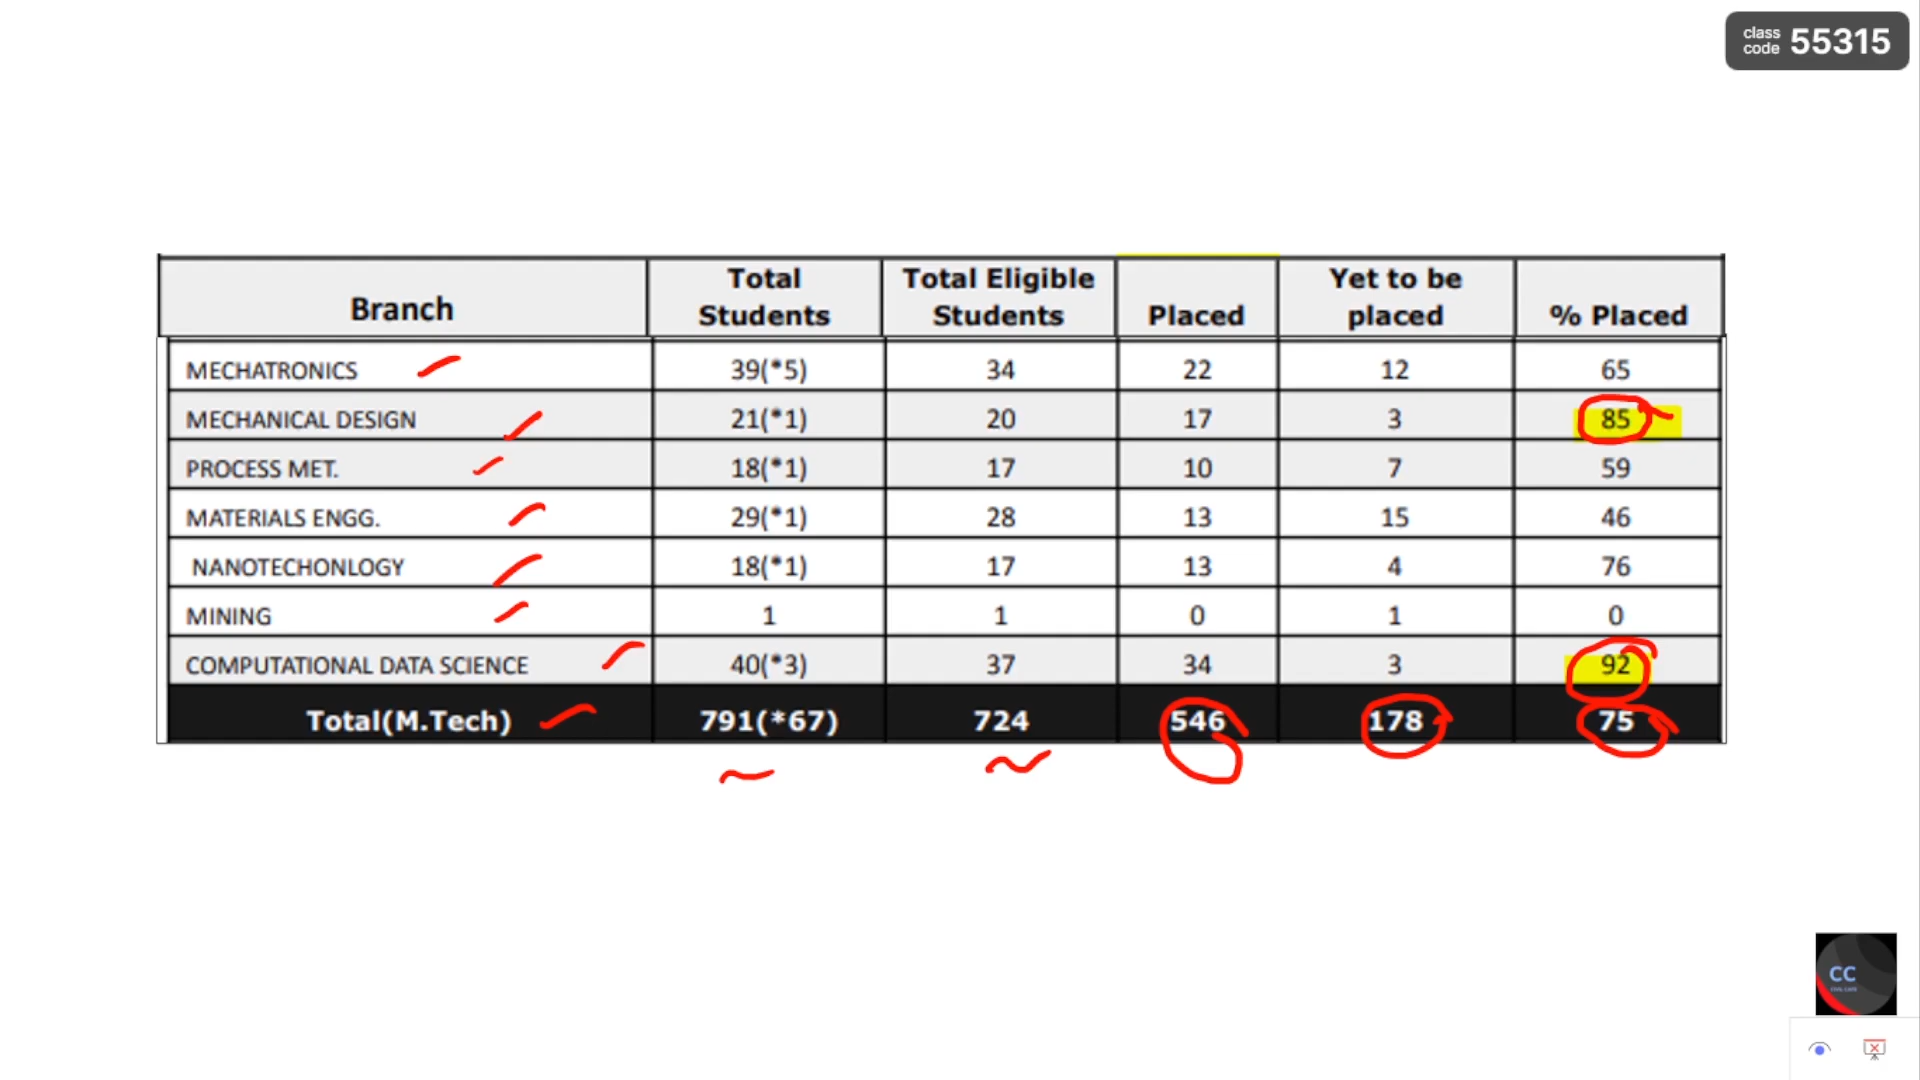 class code 55315
Branch Total Students Total Eligible Students Placed Yet to be placed % Placed
MECHATRONICS 39(*5) 34 22 12 65
MECHANICAL DESIGN 21(*1) 20 17 3 85
PROCESS MET. 18(*1) 17 10 7 59
MATERIALS ENGG. 29(*1) 28 13 15 46
NANOTECHONLOGY 18(*1) 17 13 4 76
MINING 1 1 0 1 0
COMPUTATIONAL DATA SCIENCE 40(*3) 37 34 3 92
Total(M.Tech) 791(*67) 724 546 178 75
CC